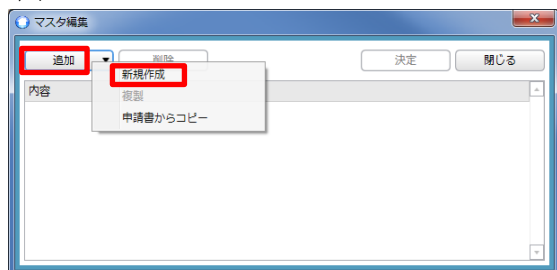 マスタ編集
追加 削除 決定 閉じる
新規作成
内容
複製
申請書からコピー